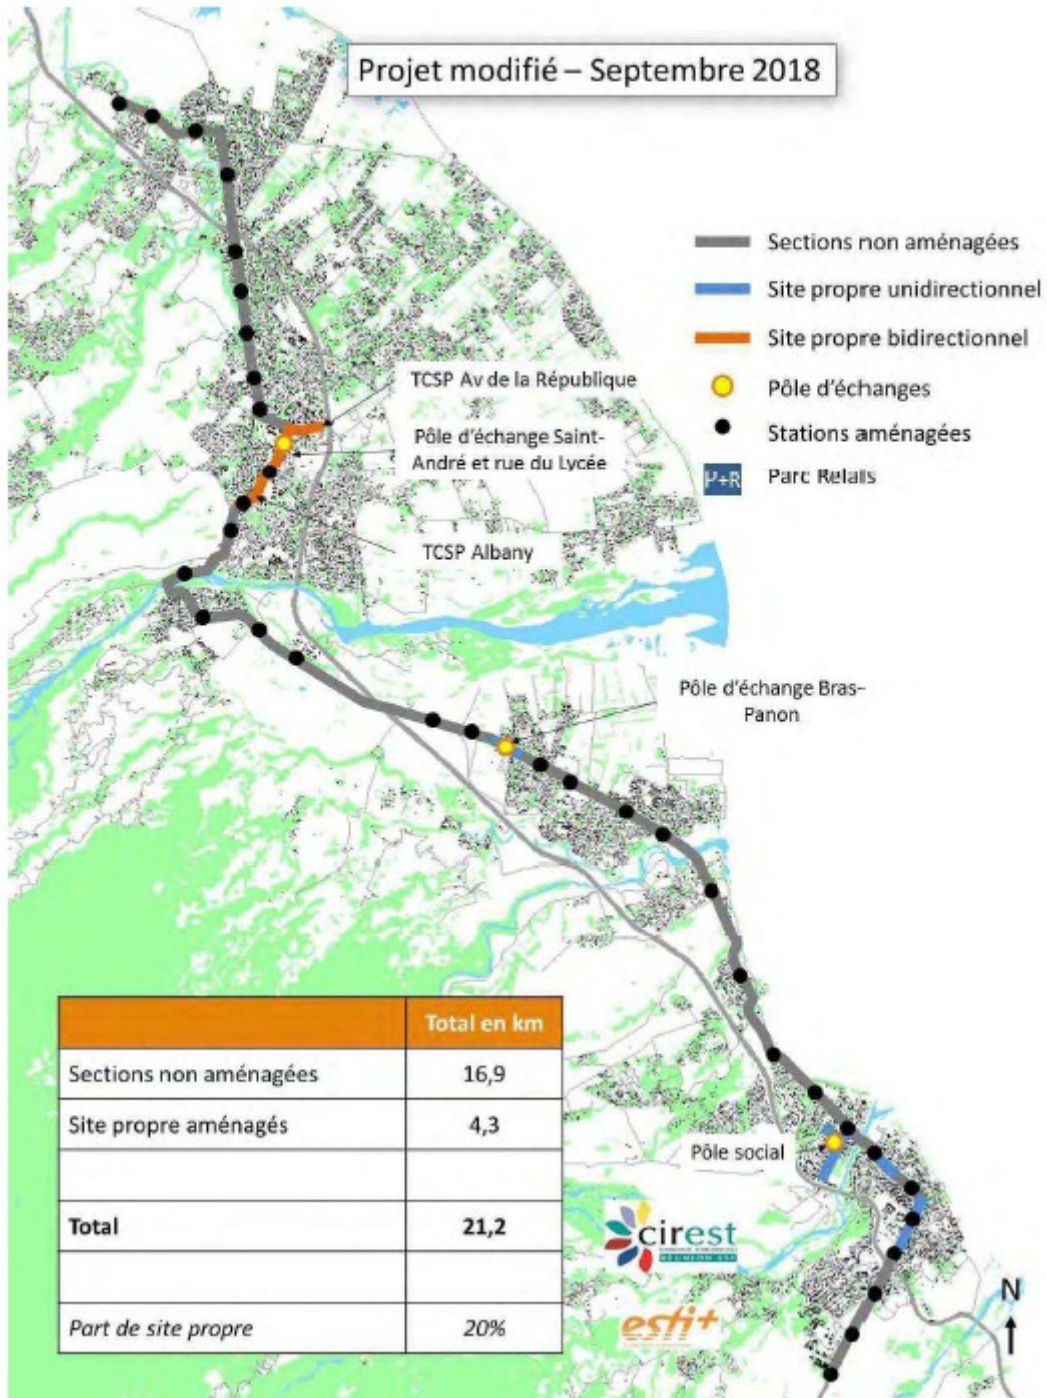 Projet modifié – Septembre 2018
Sections non aménagées
Site propre unidirectionnel
Site propre bidirectionnel
Pôle d'échanges
Stations aménagées
P+R
Parc Relais
TCSP Av de la République
Pôle d'échange Saint-
André et rue du Lycée
TCSP Albany
Pôle d'échange Bras-
Panon
Pôle social
Total en km
Sections non aménagées 16,9
Site propre aménagés 4,3
Total 21,2
Part de site propre 20%
cirest
RÉUNION EST
esti+
N